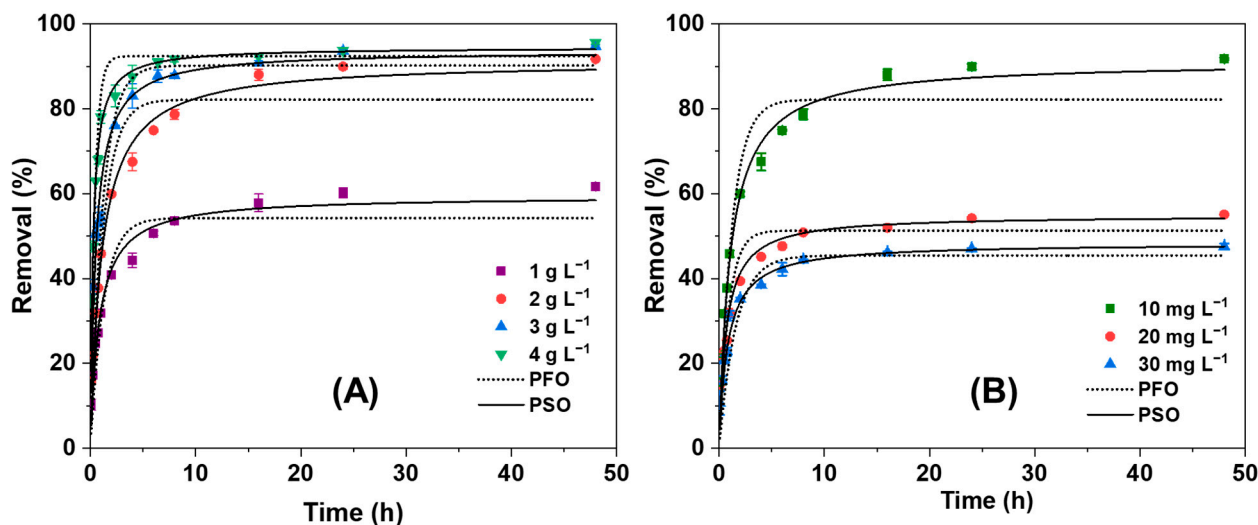 100
80
60
40
20
0
Removal (%)
0
10
20
30
40
50
Time (h)
1 g L⁻¹
2 g L⁻¹
3 g L⁻¹
4 g L⁻¹
PFO
PSO
(A)
100
80
60
40
20
0
Removal (%)
0
10
20
30
40
50
Time (h)
10 mg L⁻¹
20 mg L⁻¹
30 mg L⁻¹
PFO
PSO
(B)